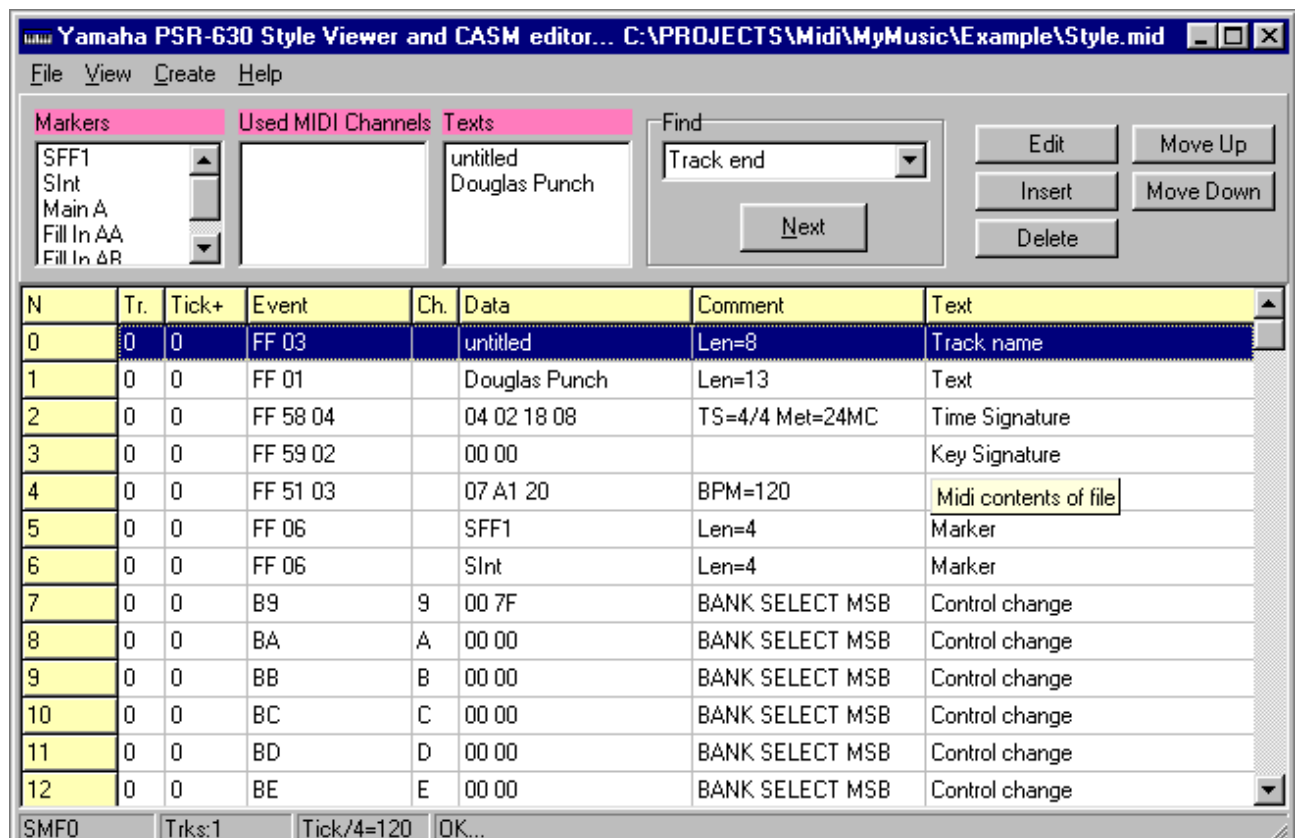 Yamaha PSR-630 Style Viewer and CASM editor... C:\PROJECTS\Midi\MyMusic\Example\Style.mid
File View Create Help
Markers Used MIDI Channels Texts Find
SFF1
SInt
Main A
Fill In AA
Fill In AB
untitled
Douglas Punch
Track end
Next
Edit Move Up
Insert Move Down
Delete
N Tr. Tick+ Event Ch. Data Comment Text
0 0 0 FF 03 untitled Len=8 Track name
1 0 0 FF 01 Douglas Punch Len=13 Text
2 0 0 FF 58 04 04 02 18 08 TS=4/4 Met=24MC Time Signature
3 0 0 FF 59 02 00 00 Key Signature
4 0 0 FF 51 03 07 A1 20 BPM=120 Midi contents of file
5 0 0 FF 06 SFF1 Len=4 Marker
6 0 0 FF 06 SInt Len=4 Marker
7 0 0 B9 9 00 7F BANK SELECT MSB Control change
8 0 0 BA A 00 00 BANK SELECT MSB Control change
9 0 0 BB B 00 00 BANK SELECT MSB Control change
10 0 0 BC C 00 00 BANK SELECT MSB Control change
11 0 0 BD D 00 00 BANK SELECT MSB Control change
12 0 0 BE E 00 00 BANK SELECT MSB Control change
SMF0 Trks:1 Tick/4=120 OK...